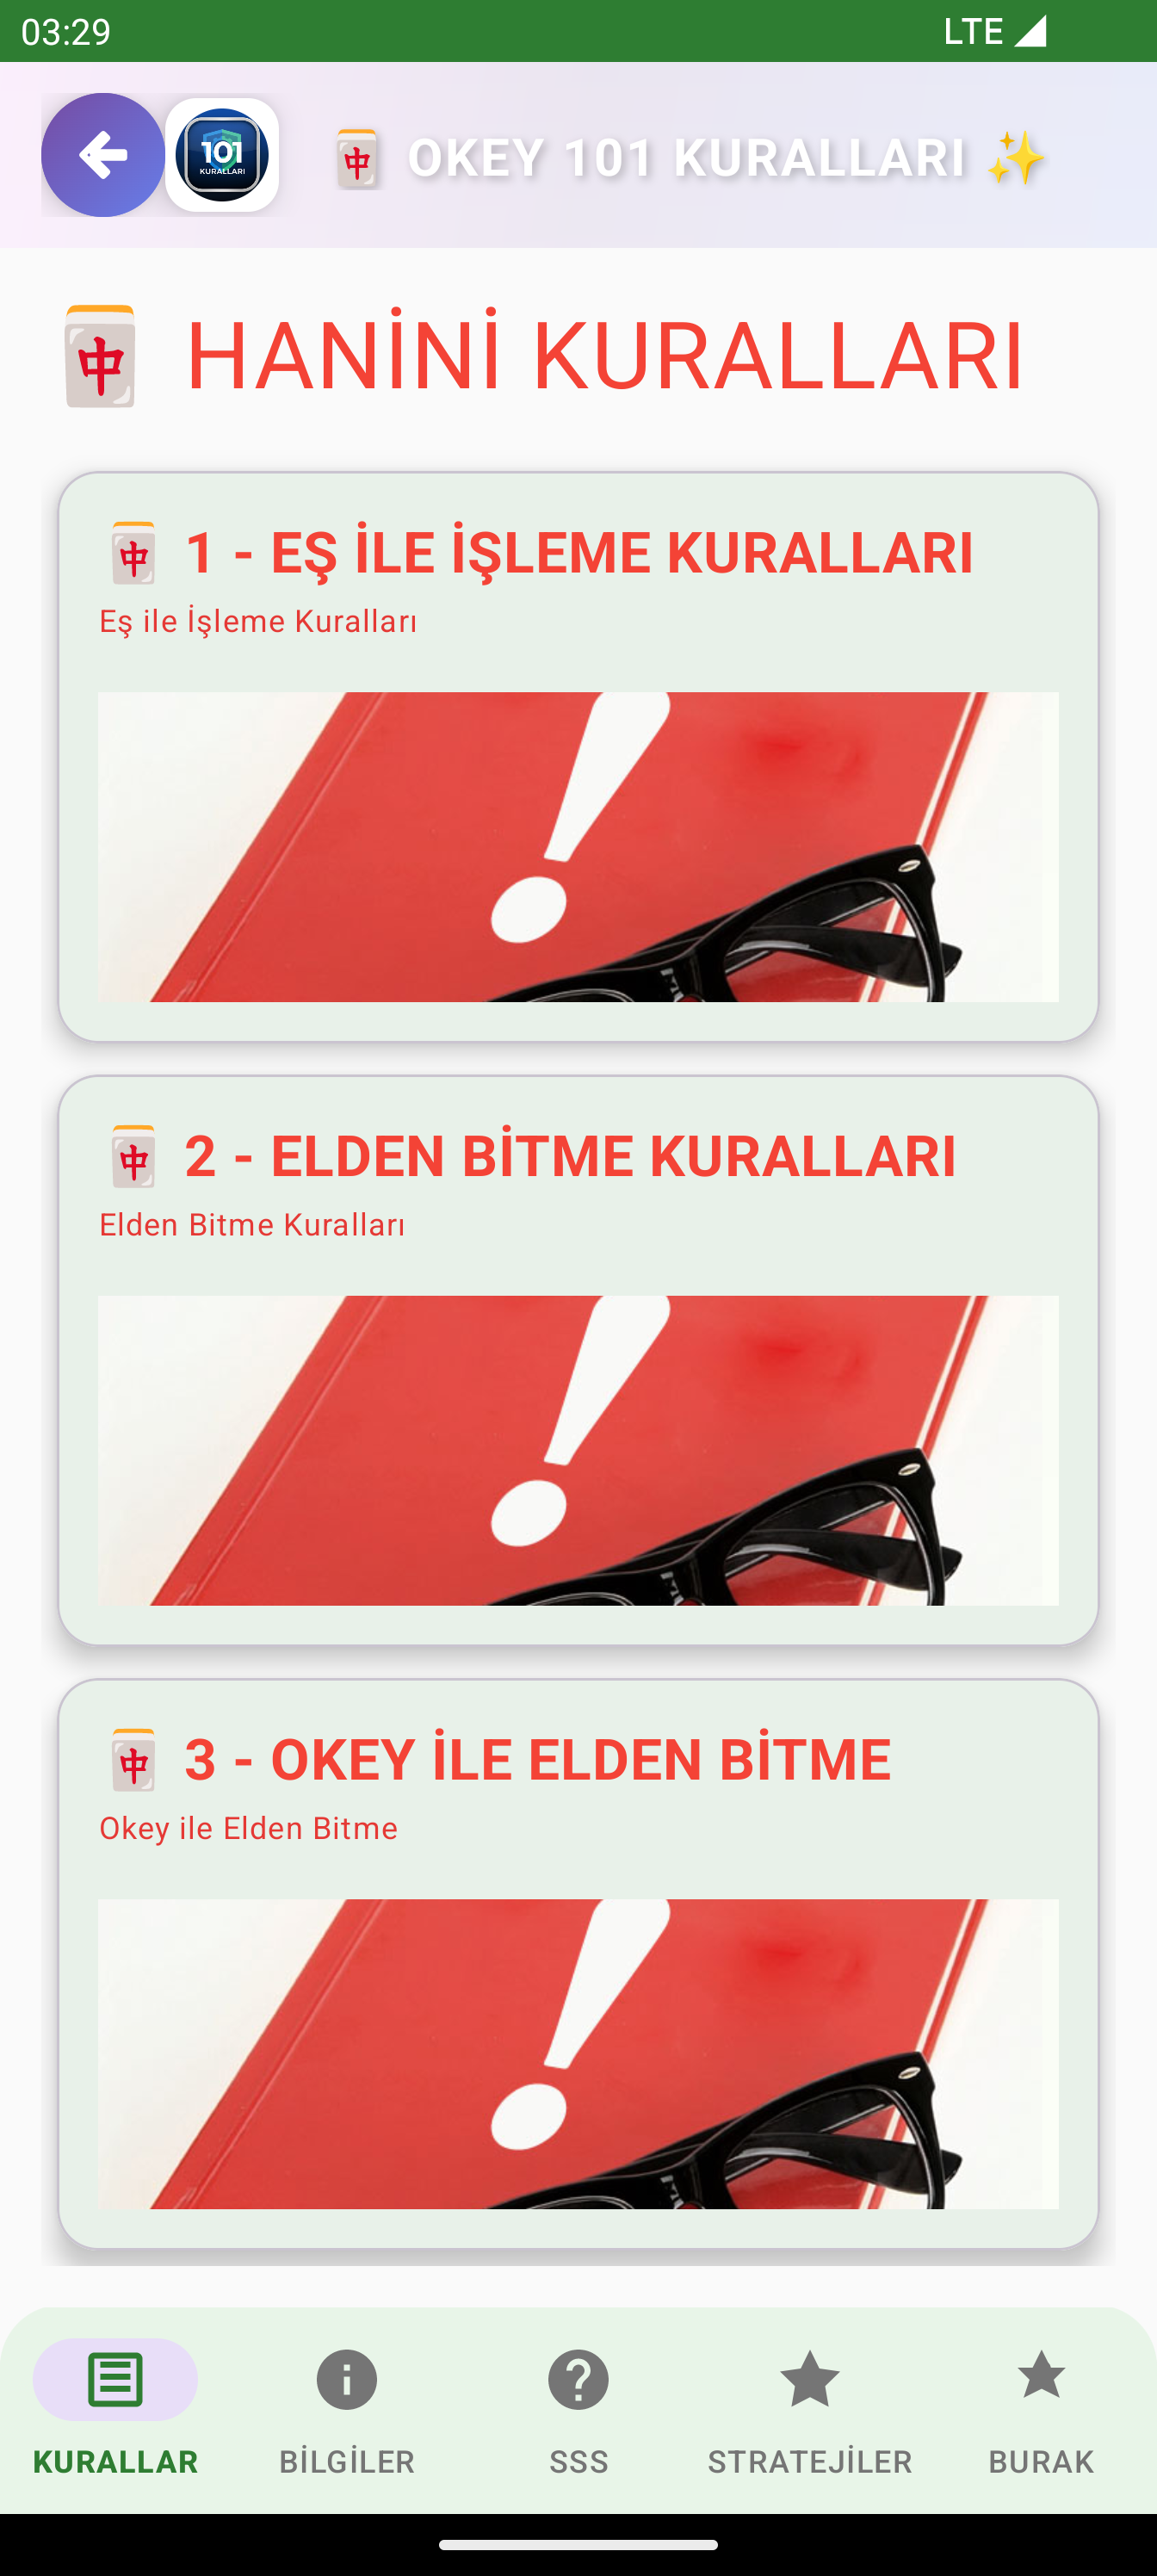 03:29
LTE
101
KURALLARI
🀄 OKEY 101 KURALLARI ✨
🀄 HANİNİ KURALLARI
🀄 1 - EŞ İLE İŞLEME KURALLARI
Eş ile İşleme Kuralları
🀄 2 - ELDEN BİTME KURALLARI
Elden Bitme Kuralları
🀄 3 - OKEY İLE ELDEN BİTME
Okey ile Elden Bitme
KURALLAR
BİLGİLER
SSS
STRATEJİLER
BURAK